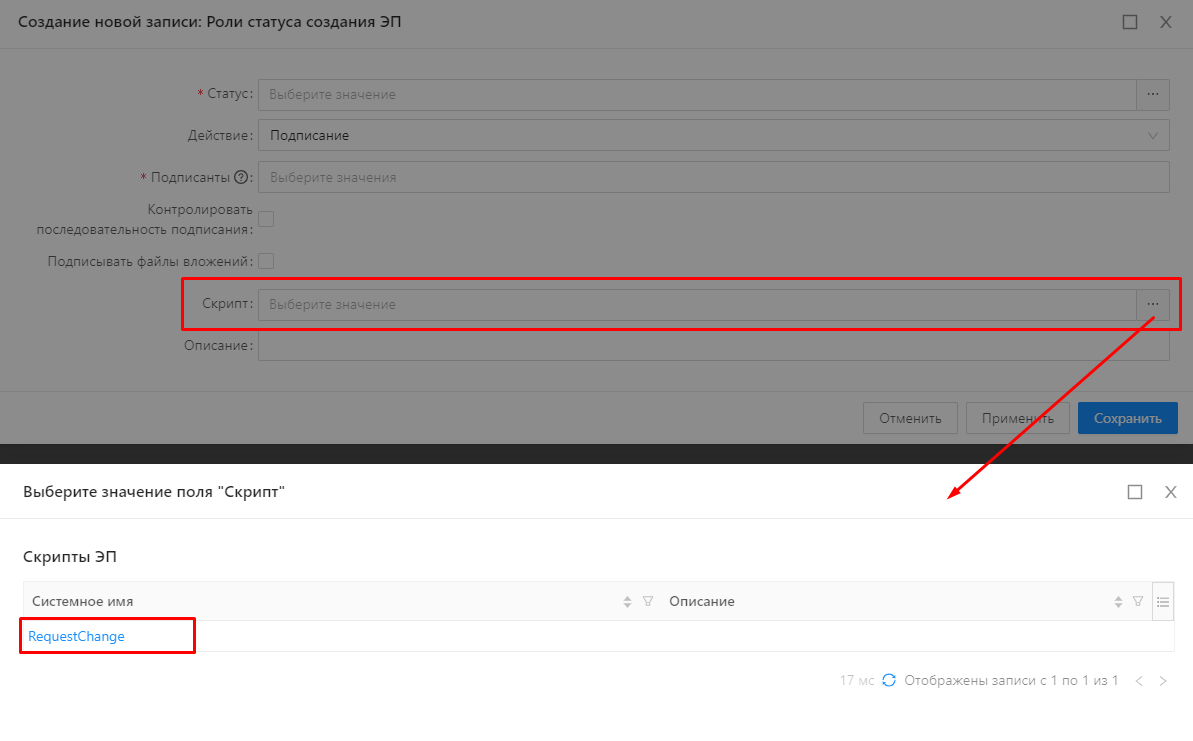 Создание новой записи: Роли статуса создания ЭП
* Статус: Выберите значение ...
Действие: Подписание
* Подписанты ?: Выберите значения
Контролировать
последовательность подписания:
Подписывать файлы вложений:
Скрипт: Выберите значение ...
Описание:
Отменить Применить Сохранить
Выберите значение поля "Скрипт"
Скрипты ЭП
Системное имя Описание
RequestChange
17 мс Отображены записи с 1 по 1 из 1